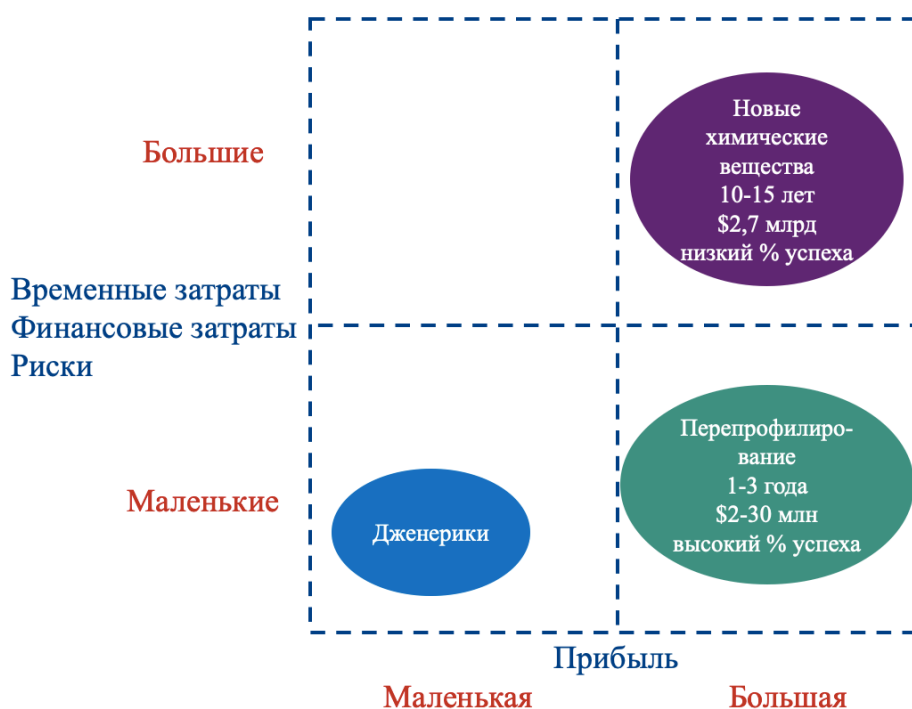 Большие
Новые
химические
вещества
10-15 лет
$2,7 млрд
низкий % успеха
Временные затраты
Финансовые затраты
Риски
Маленькие
Дженерики
Перепрофилиро-
вание
1-3 года
$2-30 млн
высокий % успеха
Прибыль
Маленькая
Большая